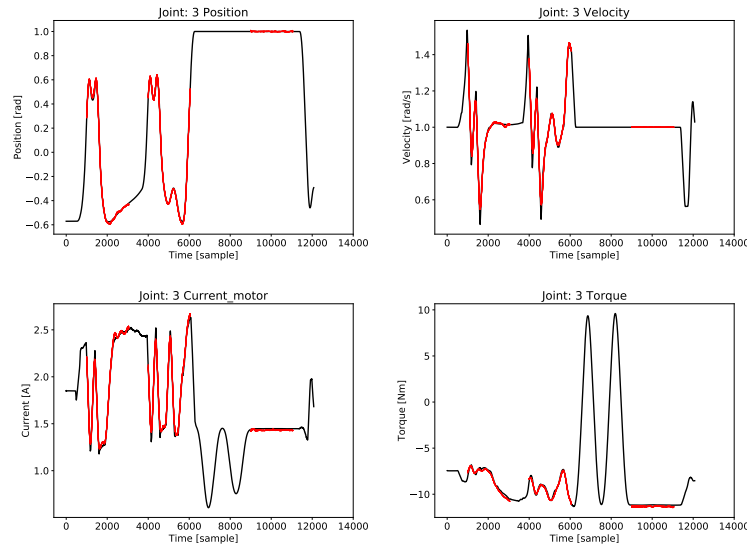 Joint: 3 Position
Position [rad]
1.0
0.8
0.6
0.4
0.2
0.0
−0.2
−0.4
−0.6
0 2000 4000 6000 8000 10000 12000 14000
Time [sample]
Joint: 3 Velocity
Velocity [rad/s]
1.4
1.2
1.0
0.8
0.6
0 2000 4000 6000 8000 10000 12000 14000
Time [sample]
Joint: 3 Current_motor
Current [A]
2.5
2.0
1.5
1.0
0 2000 4000 6000 8000 10000 12000 14000
Time [sample]
Joint: 3 Torque
Torque [Nm]
10
5
0
−5
−10
0 2000 4000 6000 8000 10000 12000 14000
Time [sample]